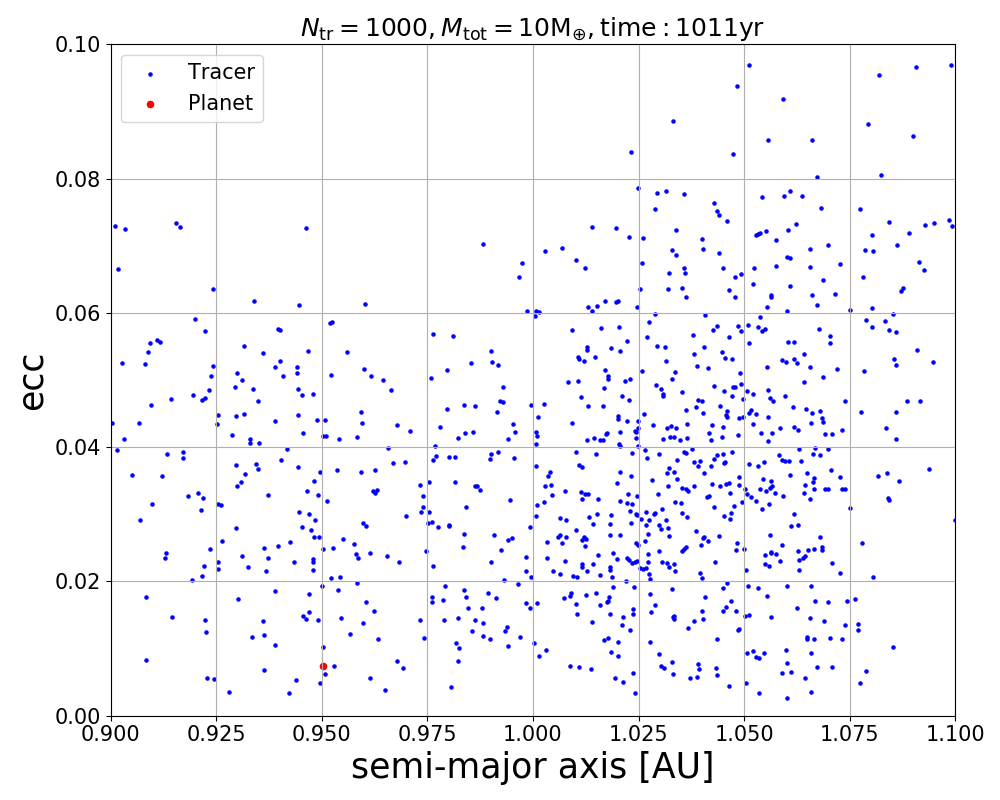 N_tr = 1000, M_tot = 10M_⊕, time : 1011yr
Tracer
Planet
0.10
0.08
0.06
0.04
0.02
0.00
ecc
0.900 0.925 0.950 0.975 1.000 1.025 1.050 1.075 1.100
semi-major axis [AU]